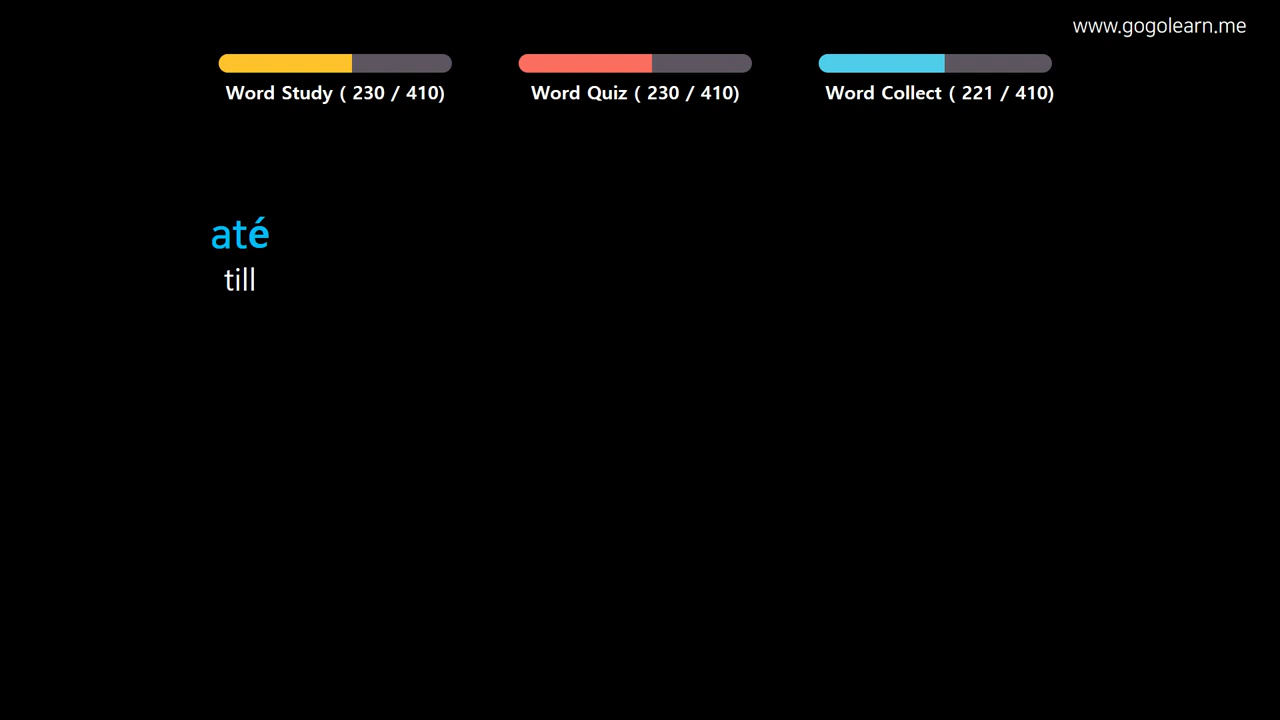 www.gogolearn.me
Word Study ( 230 / 410)
Word Quiz ( 230 / 410)
Word Collect ( 221 / 410)
até
till